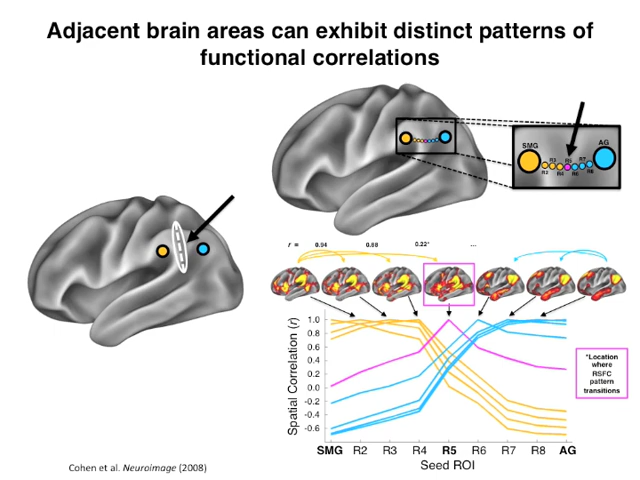 Adjacent brain areas can exhibit distinct patterns of
functional correlations
SMG
AG
R2
R3
R4
R5
R6
R7
R8
r =
0.94
0.88
0.22*
...
Spatial Correlation (r)
1.0
0.8
0.6
0.4
0.2
0.0
-0.2
-0.4
-0.6
SMG R2 R3 R4 R5 R6 R7 R8 AG
Seed ROI
*Location
where
RSFC
pattern
transitions
Cohen et al. Neuroimage (2008)